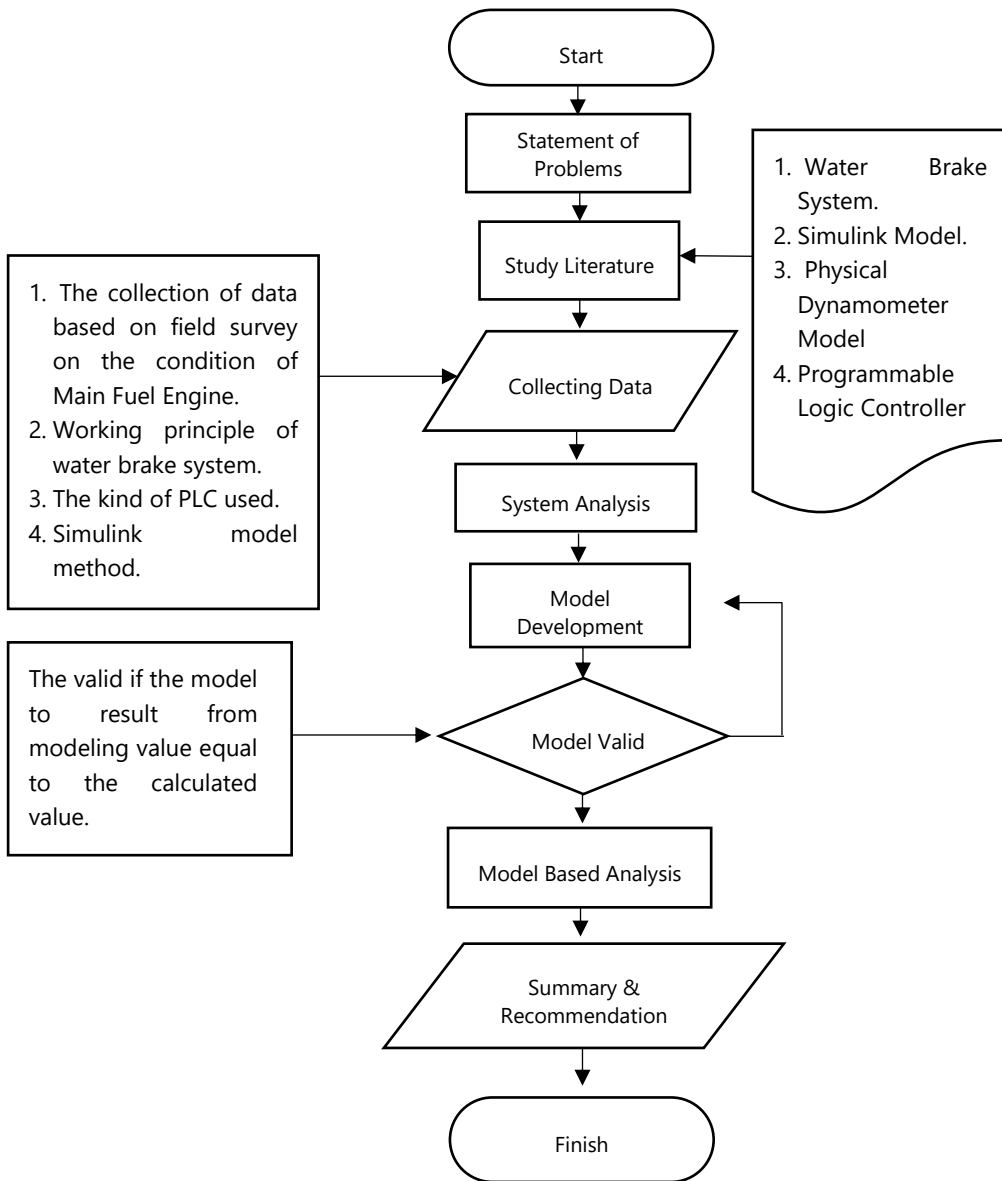 Start
Statement of
Problems
1. Water Brake
System.
2. Simulink Model.
3. Physical
Dynamometer
Model
4. Programmable
Logic Controller
Study Literature
1. The collection of data
based on field survey
on the condition of
Main Fuel Engine.
2. Working principle of
water brake system.
3. The kind of PLC used.
4. Simulink model
method.
Collecting Data
System Analysis
Model
Development
The valid if the model
to result from
modeling value equal
to the calculated
value.
Model Valid
Model Based Analysis
Summary &
Recommendation
Finish